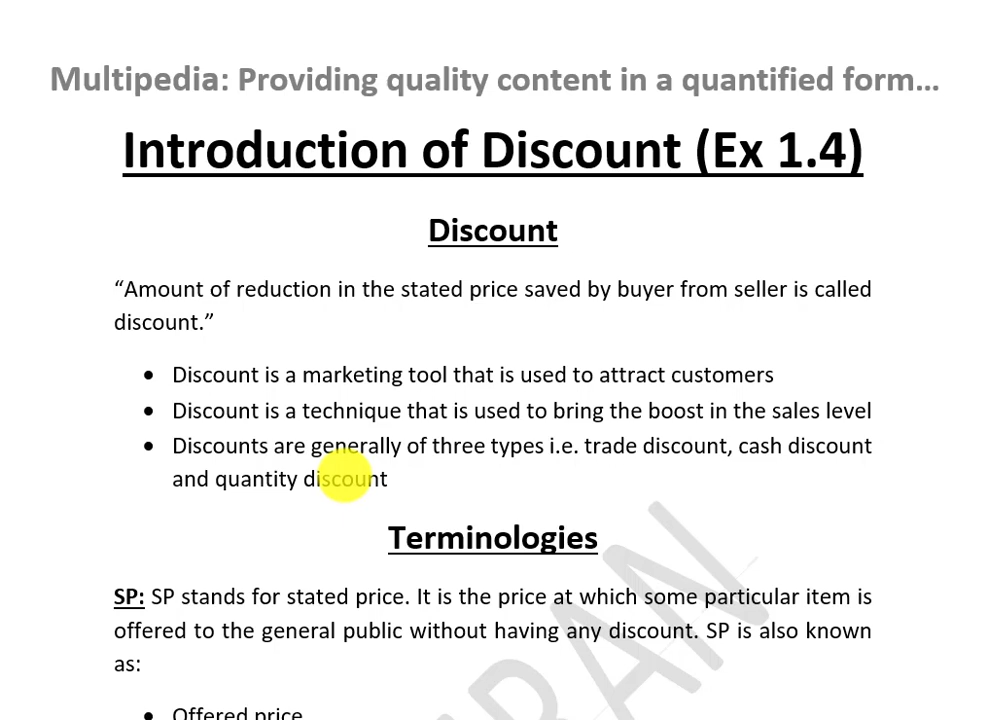 Multipedia: Providing quality content in a quantified form...
Introduction of Discount (Ex 1.4)
Discount
“Amount of reduction in the stated price saved by buyer from seller is called
discount.”
• Discount is a marketing tool that is used to attract customers
• Discount is a technique that is used to bring the boost in the sales level
• Discounts are generally of three types i.e. trade discount, cash discount
and quantity discount
Terminologies
SP: SP stands for stated price. It is the price at which some particular item is
offered to the general public without having any discount. SP is also known
as:
• Offered price